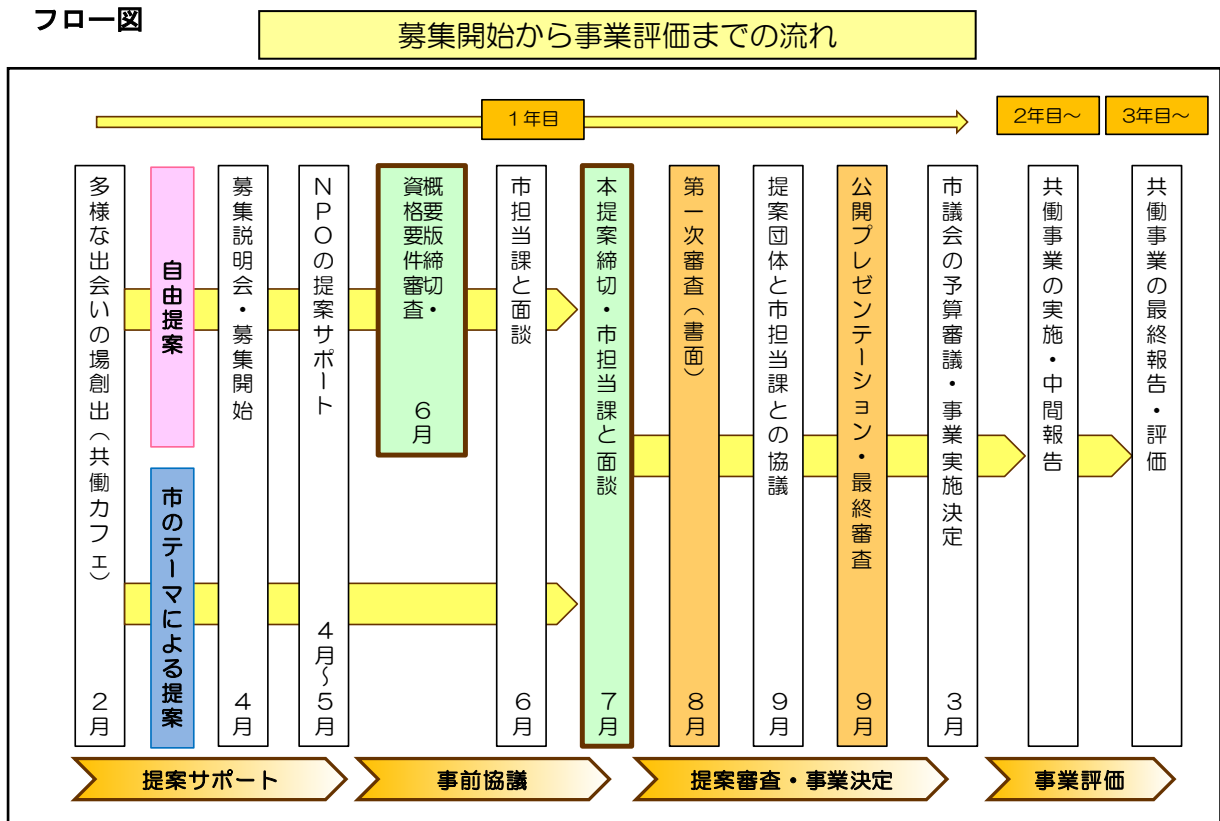 フロー図
募集開始から事業評価までの流れ
1年目
2年目~
3年目~
多様な出会いの場創出(共働カフェ) 2月
自由提案
市のテーマによる提案
募集説明会・募集開始 4月
NPOの提案サポート 4月~5月
概要版締切・
資格要件審査 6月
市担当課と面談 6月
本提案締切・市担当課と面談 7月
第一次審査(書面) 8月
提案団体と市担当課との協議 9月
公開プレゼンテーション・最終審査 9月
市議会の予算審議・事業実施決定 3月
共働事業の実施・中間報告
共働事業の最終報告・評価
提案サポート
事前協議
提案審査・事業決定
事業評価